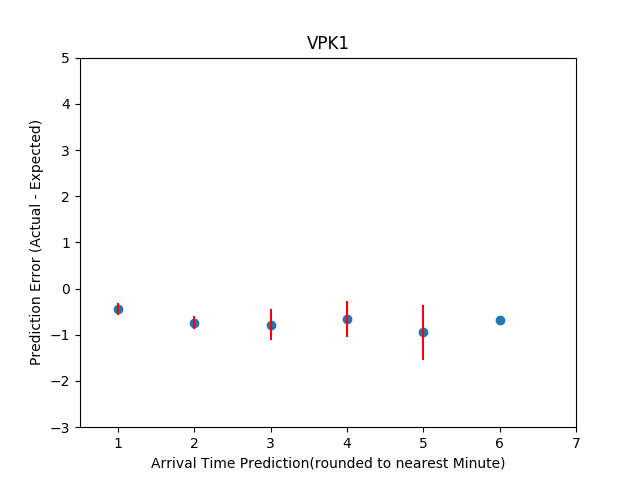 VPK1
Prediction Error (Actual - Expected)
5
4
3
2
1
0
−1
−2
−3
1 2 3 4 5 6 7
Arrival Time Prediction(rounded to nearest Minute)